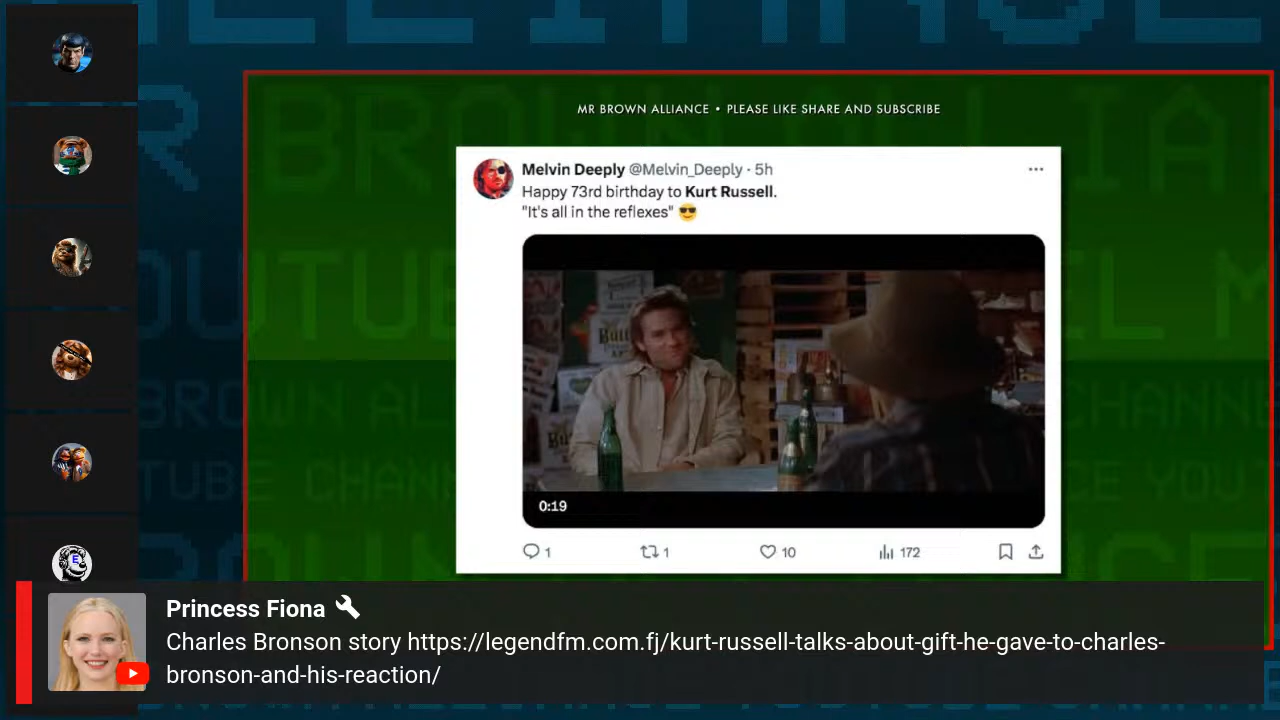 MR BROWN ALLIANCE • PLEASE LIKE SHARE AND SUBSCRIBE
Melvin Deeply @Melvin_Deeply · 5h
Happy 73rd birthday to Kurt Russell.
"It's all in the reflexes" 😎
0:19
1 1 10 172
E
Princess Fiona
Charles Bronson story https://legendfm.com.fj/kurt-russell-talks-about-gift-he-gave-to-charles-
bronson-and-his-reaction/